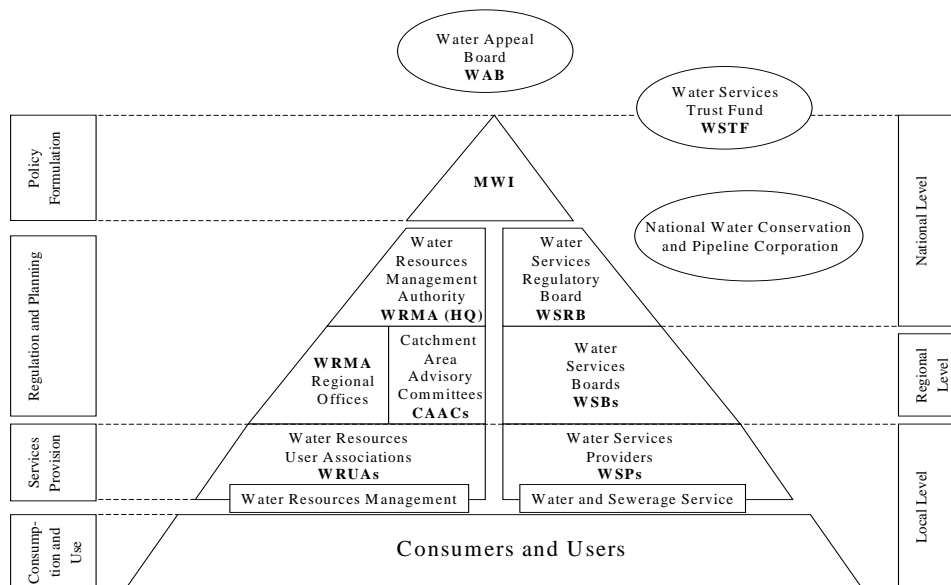 Water Appeal
Board
WAB
Water Services
Trust Fund
WSTF
Policy
Formulation
MWI
National Level
National Water Conservation
and Pipeline Corporation
Regulation and Planning
Water
Resources
Management
Authority
WRMA (HQ)
Water
Services
Regulatory
Board
WSRB
WRMA
Regional
Offices
Catchment
Area
Advisory
Committees
CAACs
Water
Services
Boards
WSBs
Regional
Level
Services
Provision
Water Resources
User Associations
WRUAs
Water Services
Providers
WSPs
Local Level
Water Resources Management
Water and Sewerage Service
Consump-
tion and
Use
Consumers and Users